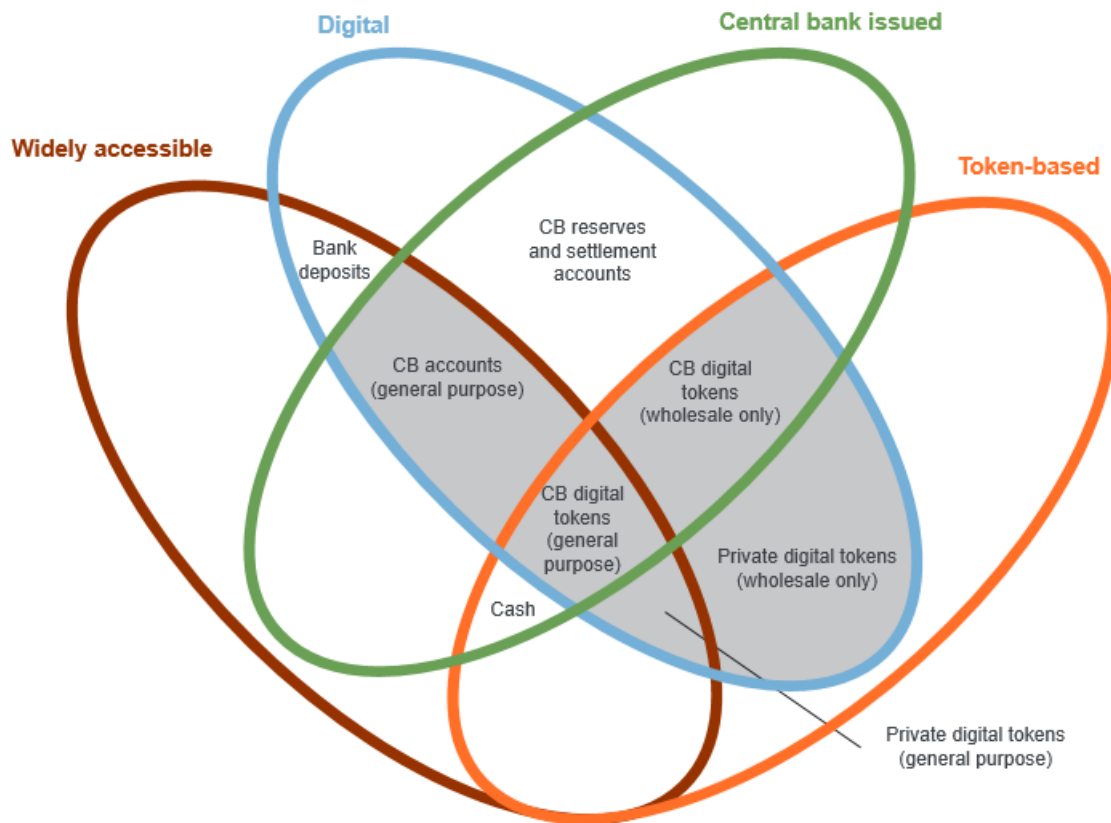 Digital
Central bank issued
Widely accessible
Token-based
Bank
deposits
CB reserves
and settlement
accounts
CB accounts
(general purpose)
CB digital
tokens
(wholesale only)
CB digital
tokens
(general
purpose)
Private digital tokens
(wholesale only)
Cash
Private digital tokens
(general purpose)